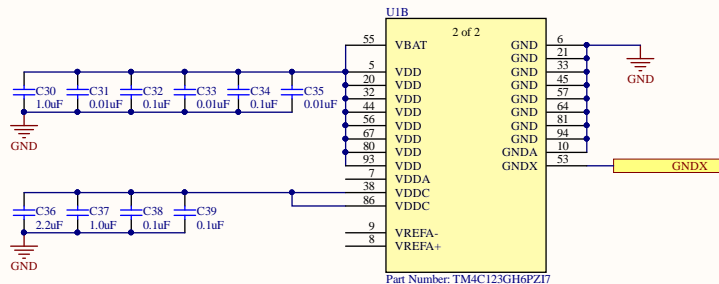 U1B
2 of 2
55 VBAT GND 6
GND 21
5 VDD GND 33
20 VDD GND 45
32 VDD GND 57
44 VDD GND 64
56 VDD GND 81
67 VDD GND 94
80 VDD GNDA 10
93 VDD GNDX 53
GNDX
7 VDDA
38 VDDC
86 VDDC
9 VREFA-
8 VREFA+
Part Number: TM4C123GH6PZI7
GND
C30 C31 C32 C33 C34 C35
1.0uF 0.01uF 0.1uF 0.01uF 0.1uF 0.01uF
GND
C36 C37 C38 C39
2.2uF 1.0uF 0.1uF 0.1uF
GND